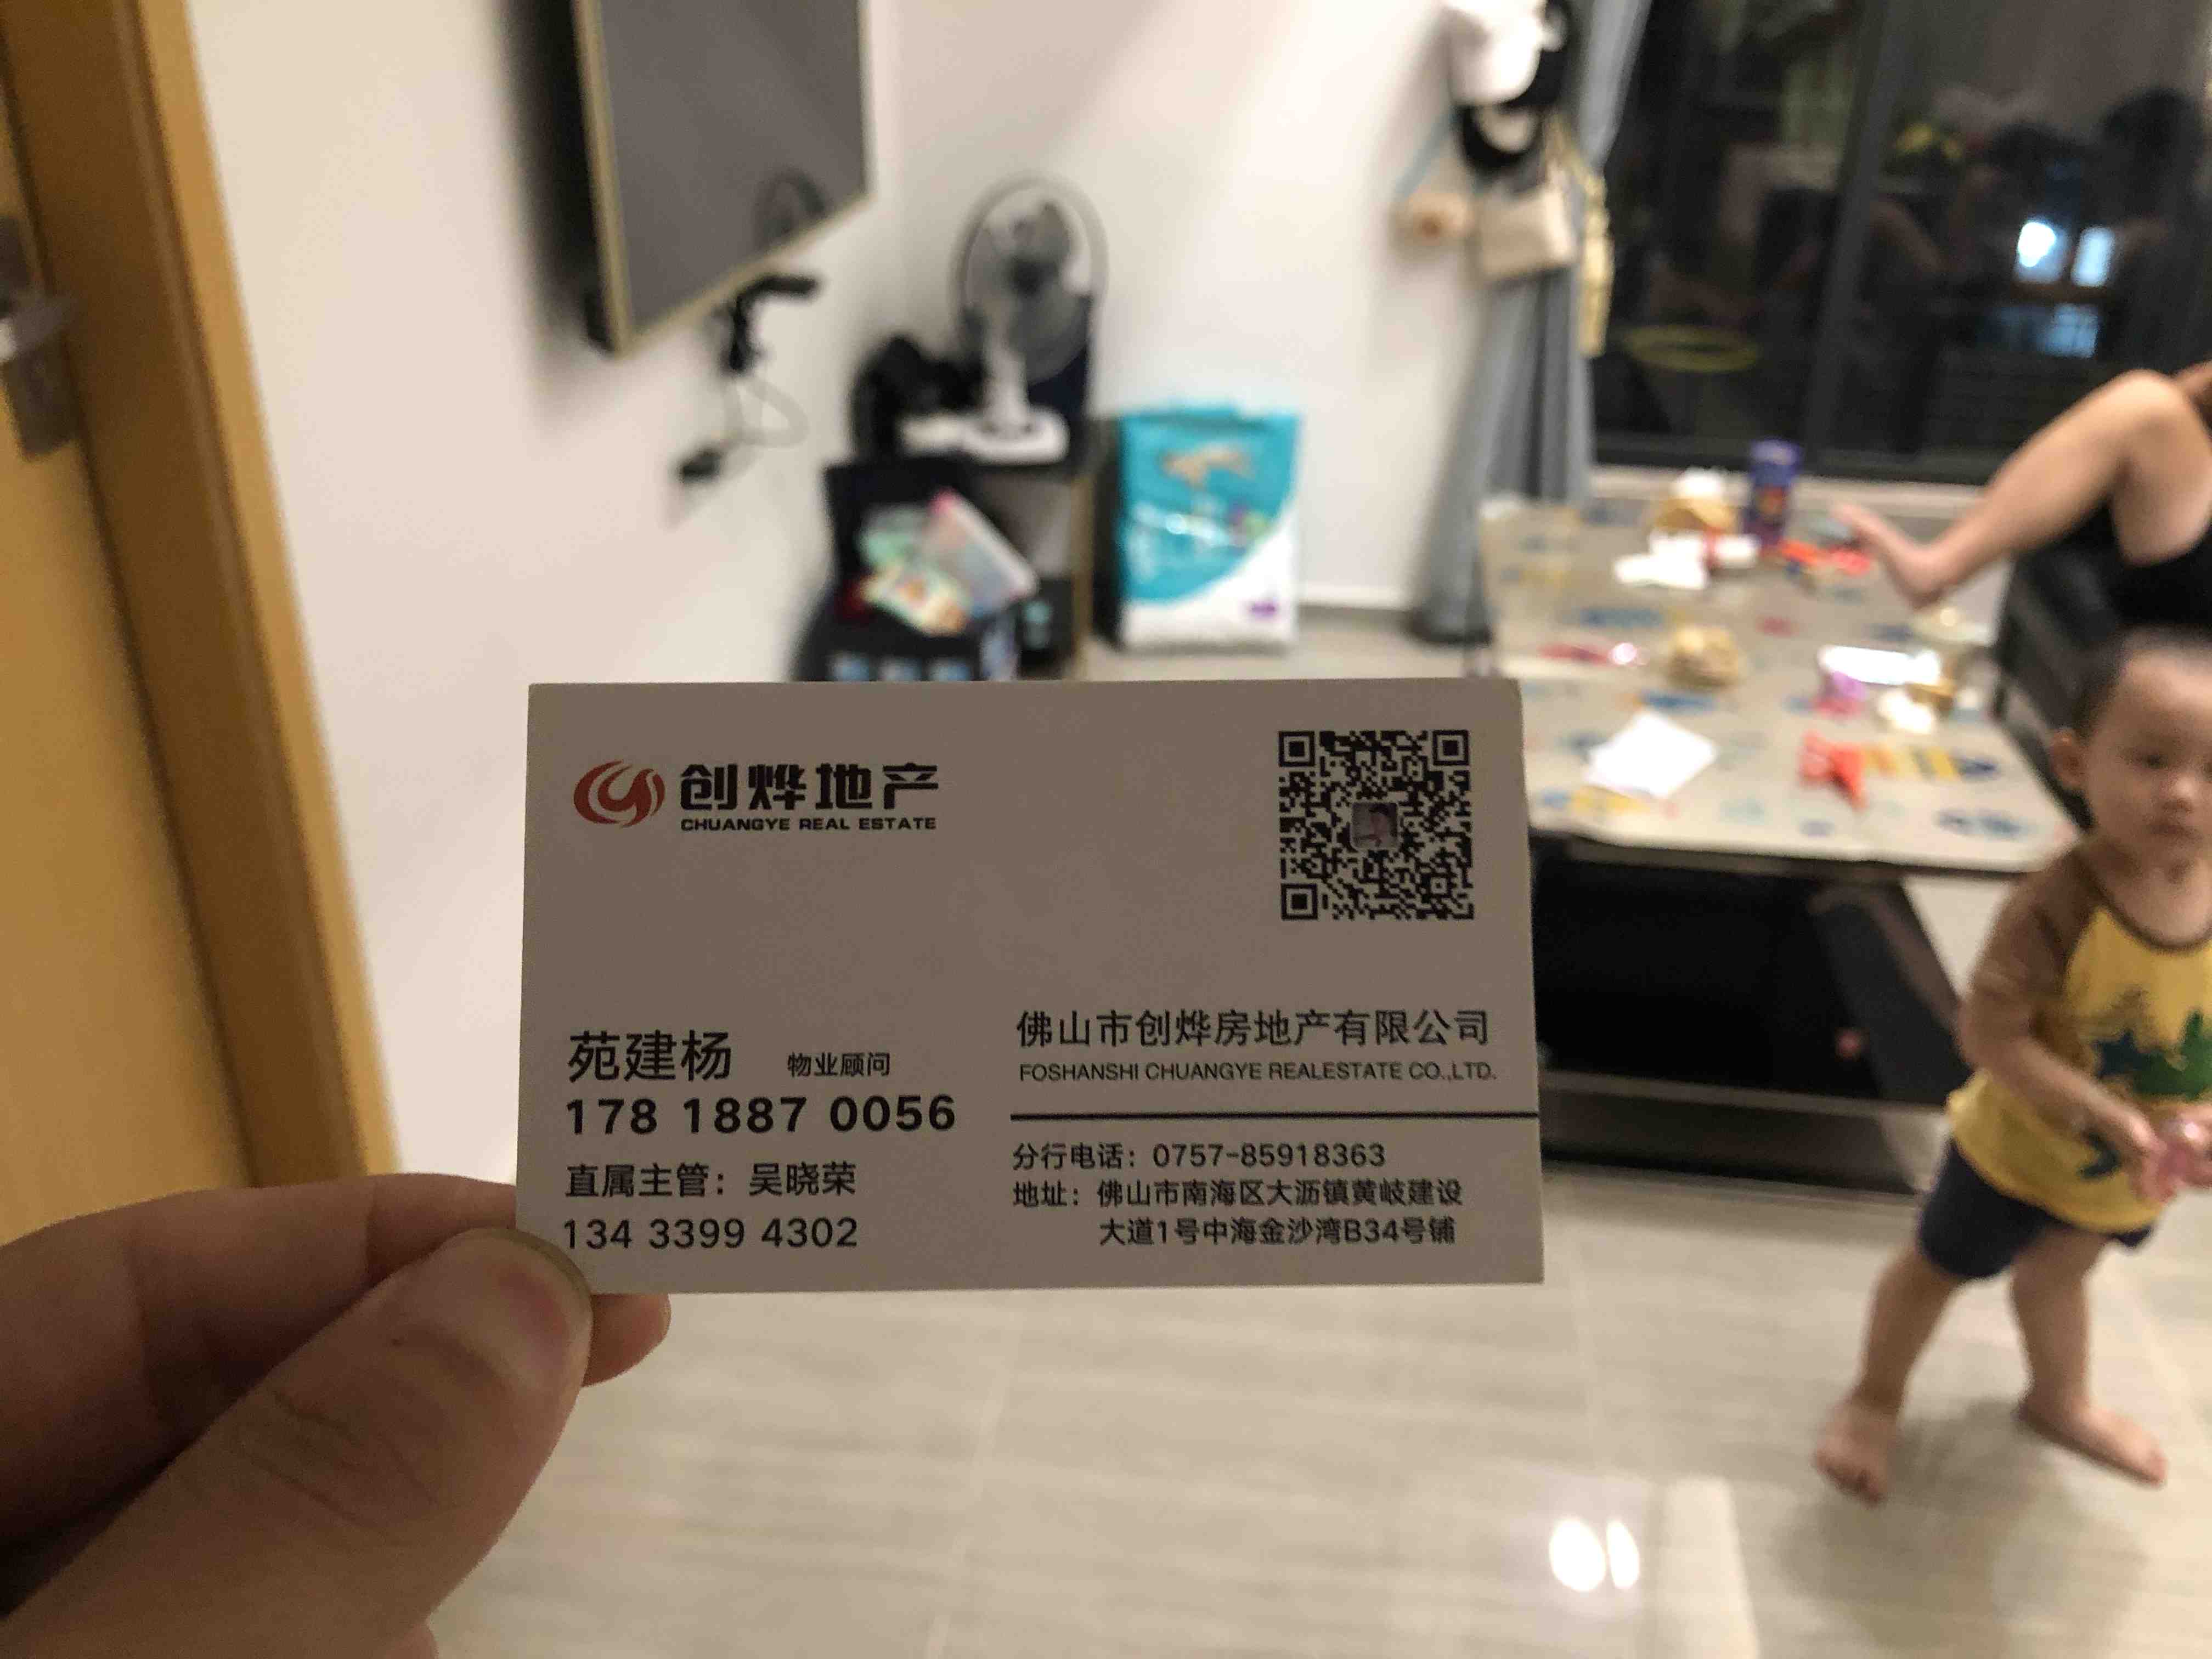 创烨地产
CHUANGYE REAL ESTATE
苑建杨 物业顾问
178 1887 0056
直属主管：吴晓荣
134 3399 4302
佛山市创烨房地产有限公司
FOSHANSHI CHUANGYE REALESTATE CO.,LTD.
分行电话：0757-85918363
地址：佛山市南海区大沥镇黄岐建设
大道1号中海金沙湾B34号铺